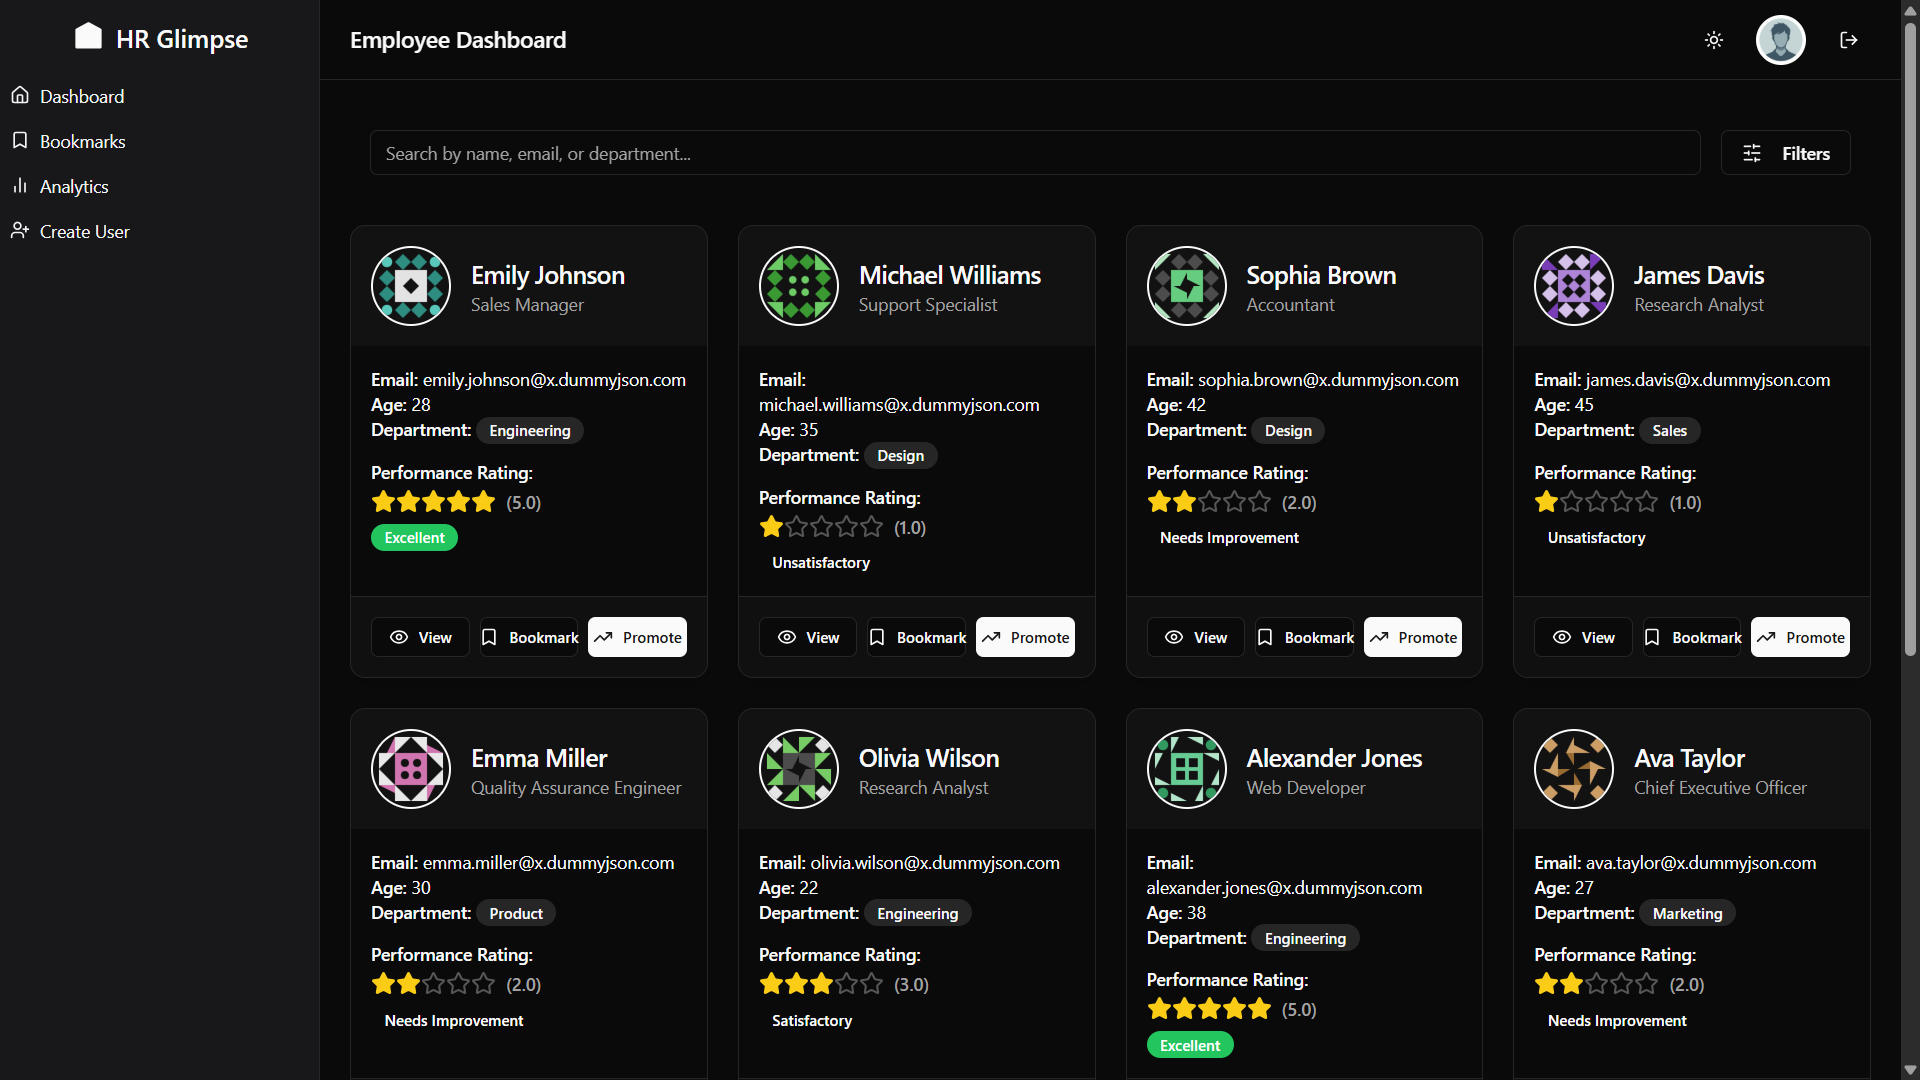 HR Glimpse
Dashboard
Bookmarks
Analytics
Create User
Employee Dashboard
Search by name, email, or department...
Filters
Emily Johnson
Sales Manager
Email: emily.johnson@x.dummyjson.com
Age: 28
Department: Engineering
Performance Rating:
(5.0)
Excellent
View Bookmark Promote
Michael Williams
Support Specialist
Email:
michael.williams@x.dummyjson.com
Age: 35
Department: Design
Performance Rating:
(1.0)
Unsatisfactory
View Bookmark Promote
Sophia Brown
Accountant
Email: sophia.brown@x.dummyjson.com
Age: 42
Department: Design
Performance Rating:
(2.0)
Needs Improvement
View Bookmark Promote
James Davis
Research Analyst
Email: james.davis@x.dummyjson.com
Age: 45
Department: Sales
Performance Rating:
(1.0)
Unsatisfactory
View Bookmark Promote
Emma Miller
Quality Assurance Engineer
Email: emma.miller@x.dummyjson.com
Age: 30
Department: Product
Performance Rating:
(2.0)
Needs Improvement
Olivia Wilson
Research Analyst
Email: olivia.wilson@x.dummyjson.com
Age: 22
Department: Engineering
Performance Rating:
(3.0)
Satisfactory
Alexander Jones
Web Developer
Email:
alexander.jones@x.dummyjson.com
Age: 38
Department: Engineering
Performance Rating:
(5.0)
Excellent
Ava Taylor
Chief Executive Officer
Email: ava.taylor@x.dummyjson.com
Age: 27
Department: Marketing
Performance Rating:
(2.0)
Needs Improvement